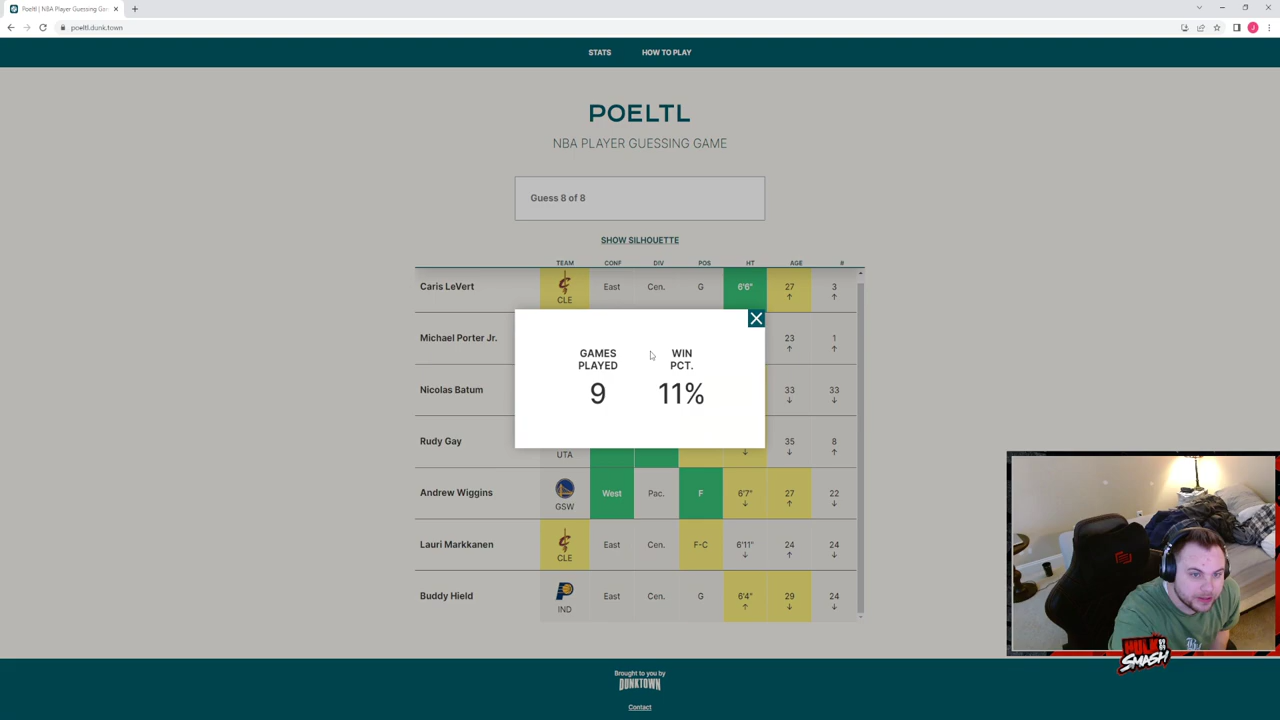 Poeltl | NBA Player Guessing Game
poeltl.dunk.town
J
STATS HOW TO PLAY
POELTL
NBA PLAYER GUESSING GAME
Guess 8 of 8
SHOW SILHOUETTE
TEAM CONF DIV POS HT AGE #
Caris LeVert CLE East Cen. G 6'6" 27 ↑ 3 ↑
Michael Porter Jr. 23 ↑ 1 ↑
Nicolas Batum 33 ↓ 33 ↓
Rudy Gay UTA ↓ 35 ↓ 8 ↑
Andrew Wiggins GSW West Pac. F 6'7" ↓ 27 ↑ 22 ↓
Lauri Markkanen CLE East Cen. F-C 6'11" ↓ 24 ↑ 24 ↓
Buddy Hield IND East Cen. G 6'4" ↑ 29 ↓ 24 ↓
GAMES PLAYED
9
WIN PCT.
11%
Brought to you by
DUNKTOWN
Contact
HULK
SMASH